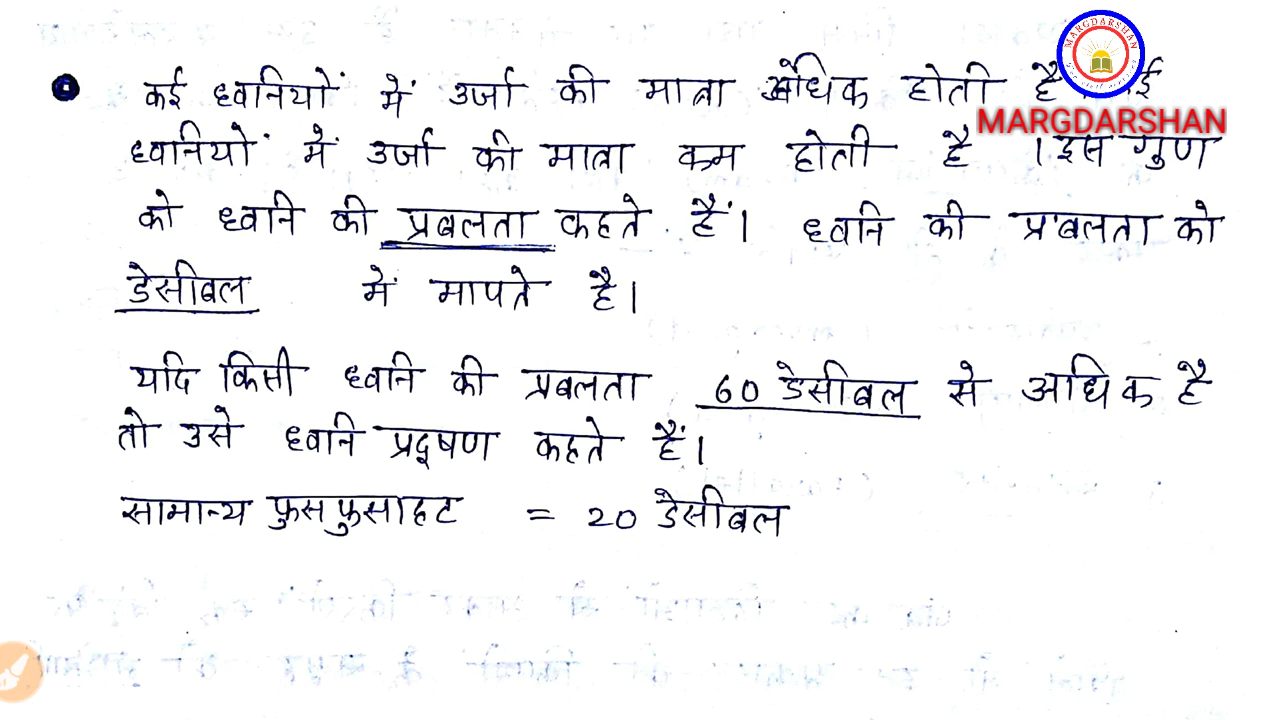 MARGDARSHAN
कई ध्वनियों में उर्जा की मात्रा अधिक होती है
MARGDARSHAN
ध्वनियों में उर्जा की मात्रा कम होती है । इस गुण
को ध्वनि की प्रबलता कहते हैं। ध्वनि की प्रबलता को
डेसीबल में मापते है।
यदि किसी ध्वनि की प्रबलता 60 डेसीबल से अधिक है
तो उसे ध्वनि प्रदूषण कहते हैं।
सामान्य फुसफुसाहट = 20 डेसीबल